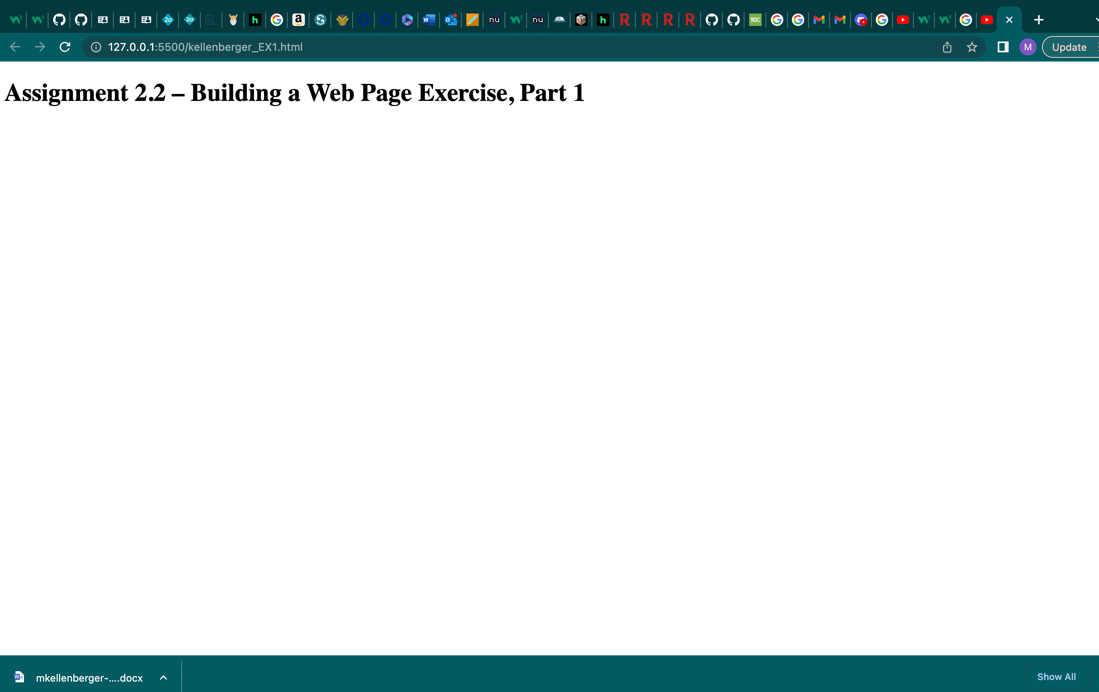 127.0.0.1:5500/kellenberger_EX1.html
M
Update
Assignment 2.2 – Building a Web Page Exercise, Part 1
mkellenberger-....docx
Show All